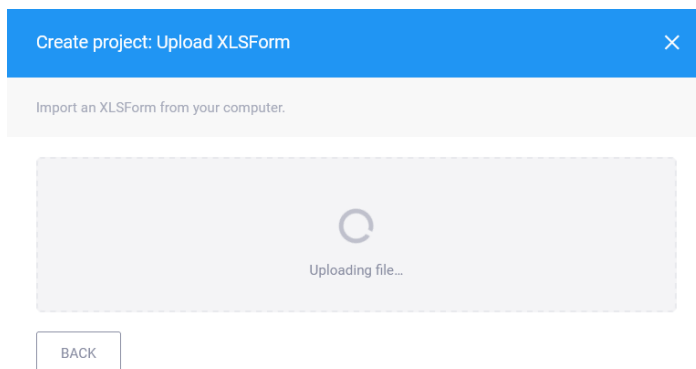 Create project: Upload XLSForm
Import an XLSForm from your computer.
Uploading file...
BACK